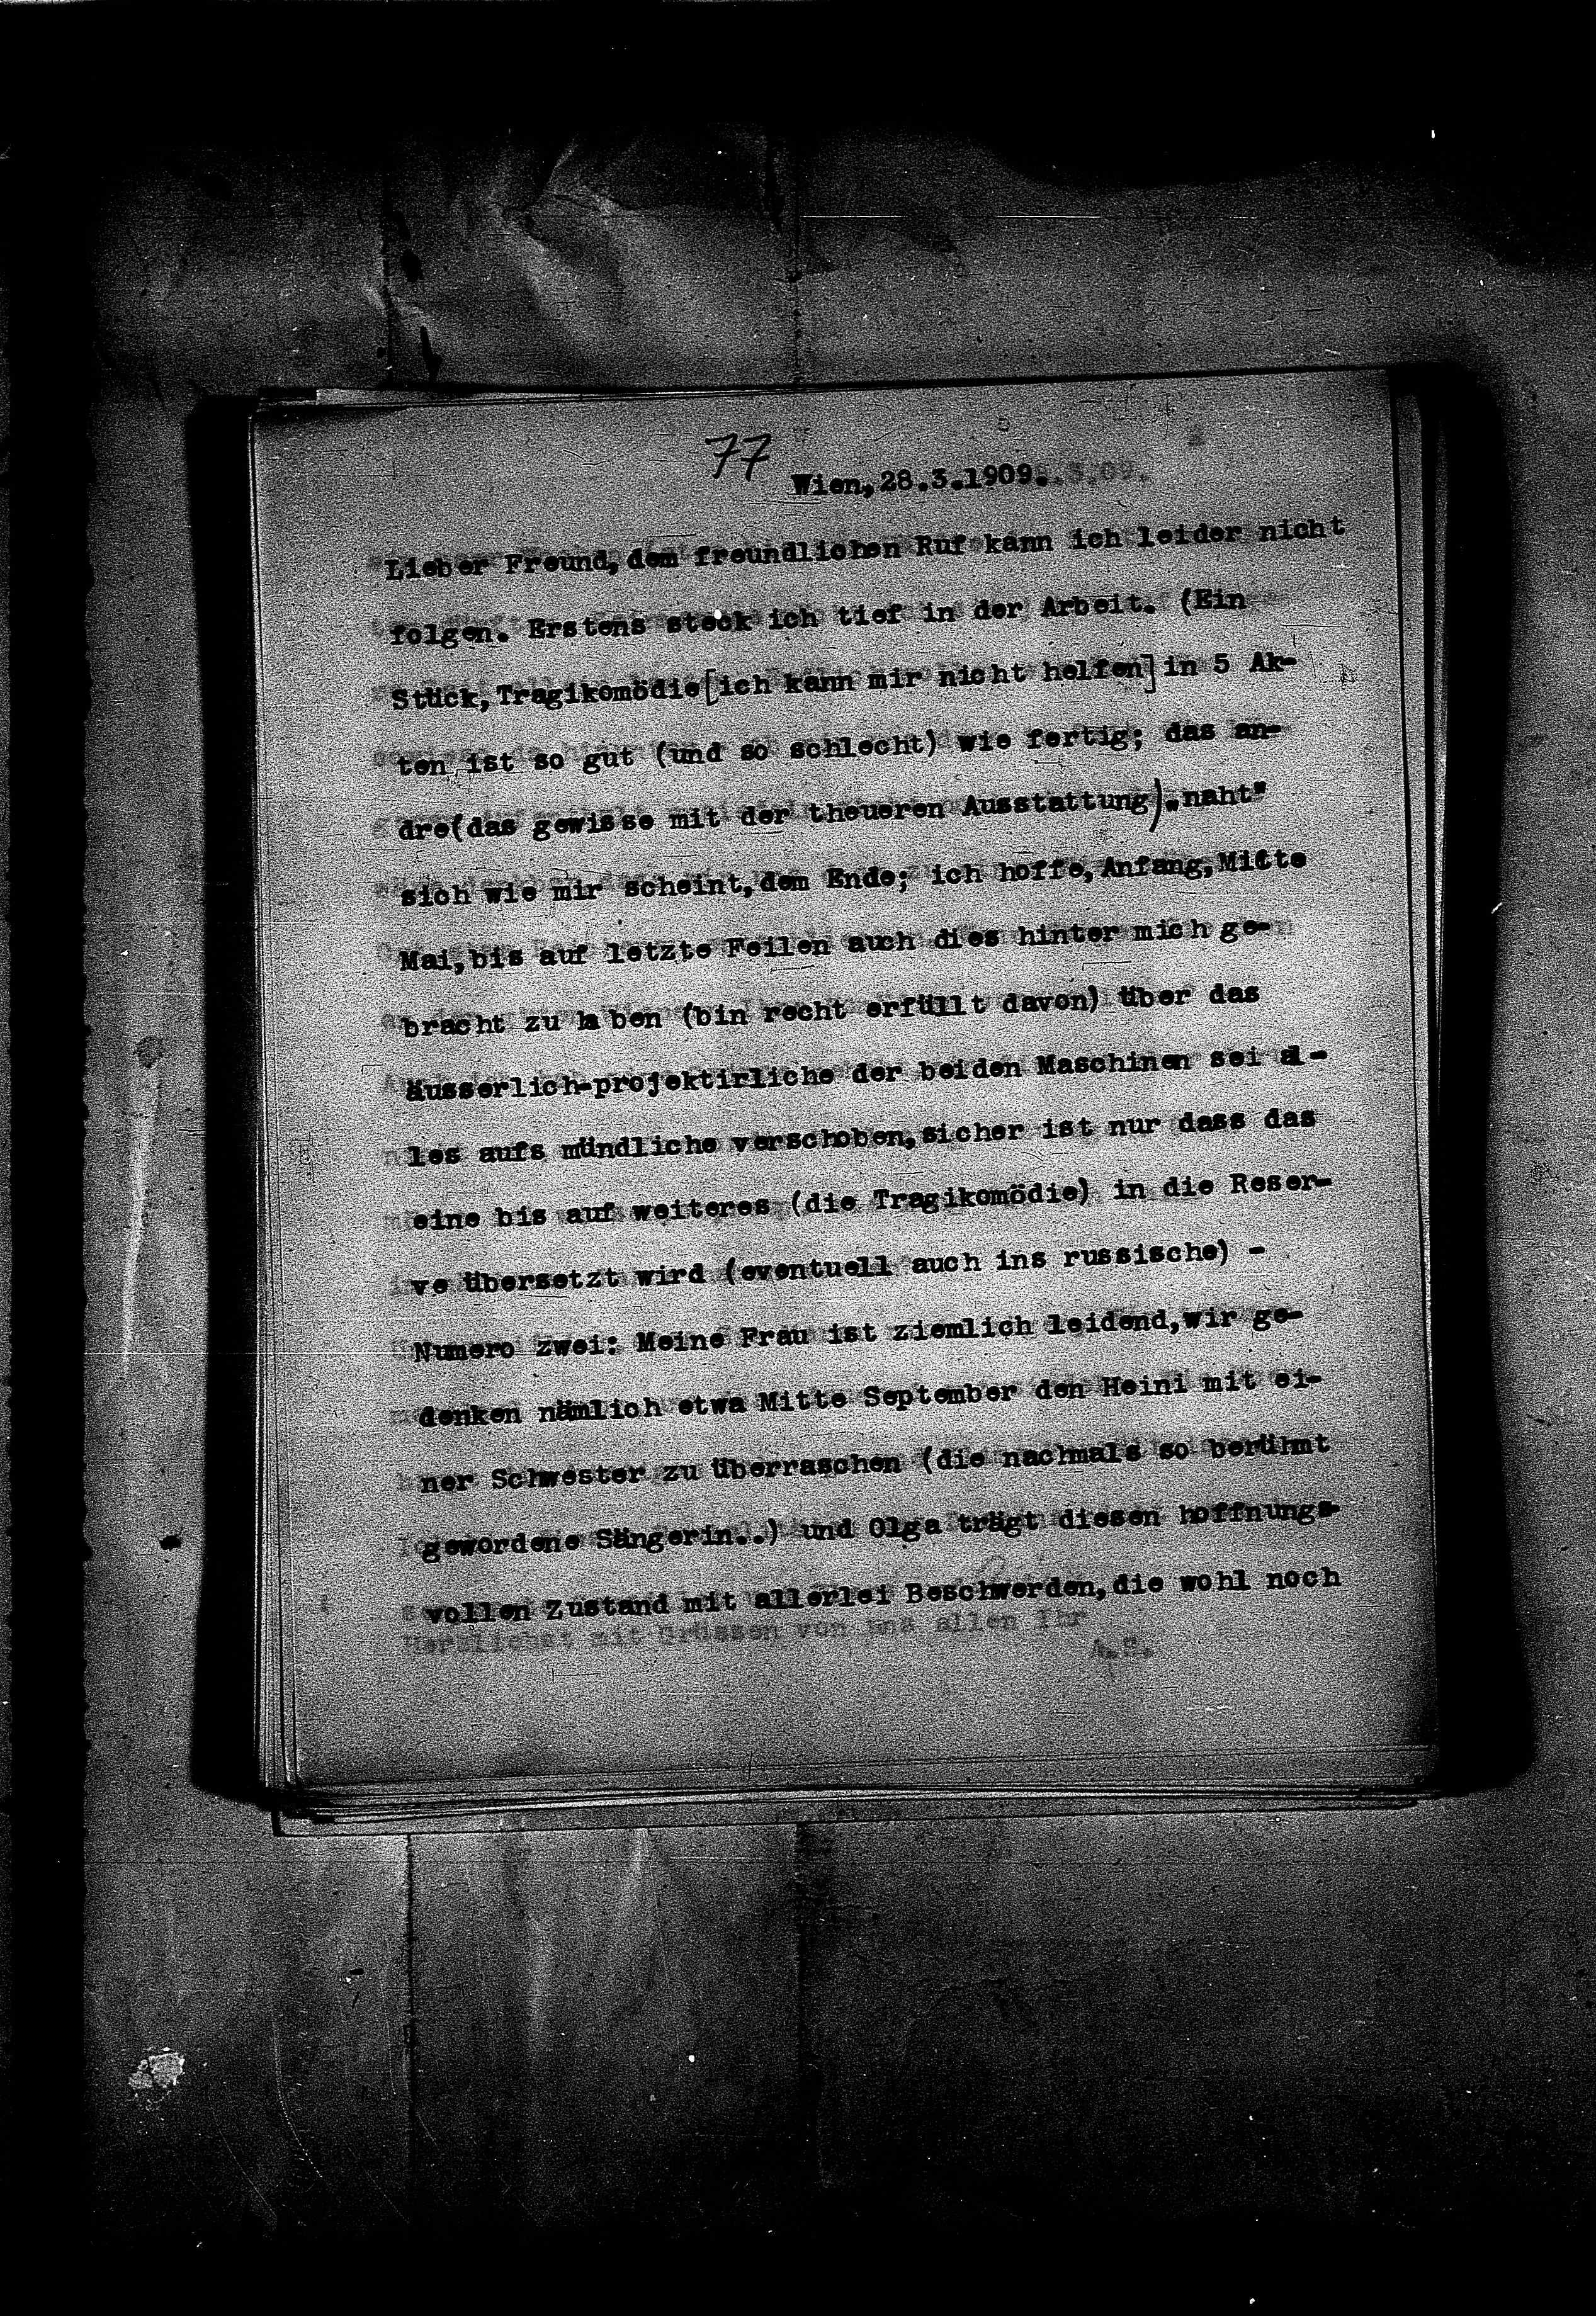 77
Wien, 28.3.1909.
Lieber Freund, dem freundlichen Ruf kann ich leider nicht
folgen. Erstens steck ich tief in der Arbeit. (Ein
Stück, Tragikomödie [ich kann mir nicht helfen] in 5 Ak-
ten ist so gut (und so schlecht) wie fertig; das an-
dre(das gewisse mit der theueren Ausstattung) „naht"
sich wie mir scheint, dem Ende; ich hoffe, Anfang, Mitte
Mai, bis auf letzte Feilen auch dies hinter mich ge-
bracht zu haben (bin recht erfüllt davon) über das
äusserlich-projektirliche der beiden Maschinen sei al-
les aufs mündliche verschoben, sicher ist nur dass das
eine bis auf weiteres (die Tragikomödie) in die Reser-
ve übersetzt wird (eventuell auch ins russische) -
Numero zwei: Meine Frau ist ziemlich leidend, wir ge-
denken nämlich etwa Mitte September den Heini mit ei-
ner Schwester zu überraschen (die nachmals so berühmt
gewordene Sängerin..) und Olga trägt diesen hoffnungs-
vollen Zustand mit allerlei Beschwerden, die wohl noch
Herzlichst mit Grüssen von uns allen Ihr
A.S.